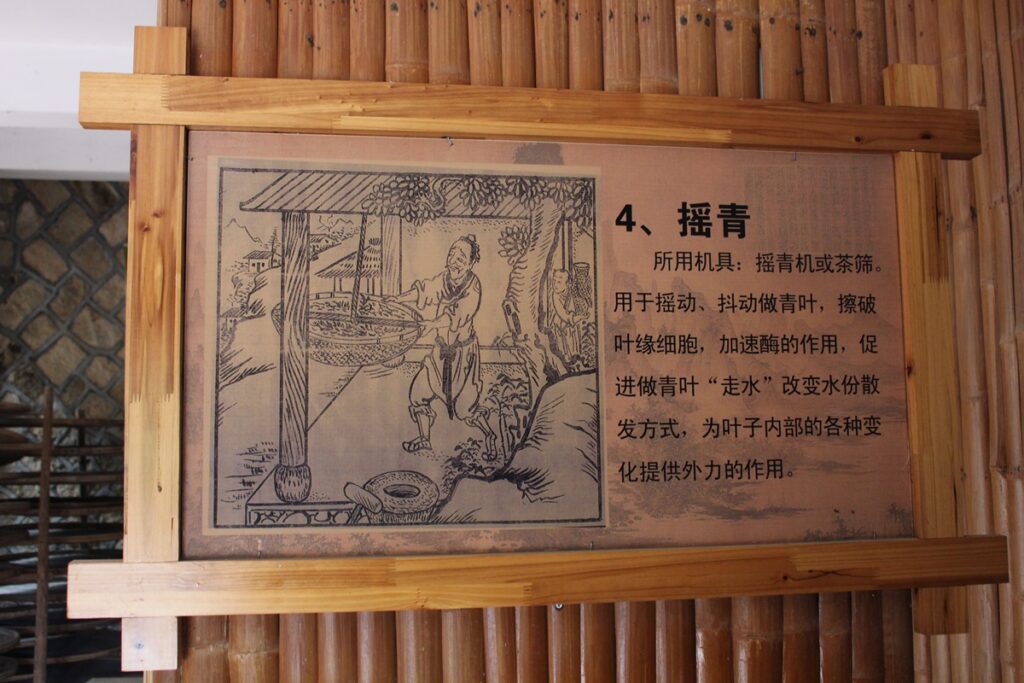 4、摇青
所用机具：摇青机或茶筛。
用于摇动、抖动做青叶，擦破
叶缘细胞，加速酶的作用，促
进做青叶“走水”改变水份散
发方式，为叶子内部的各种变
化提供外力的作用。